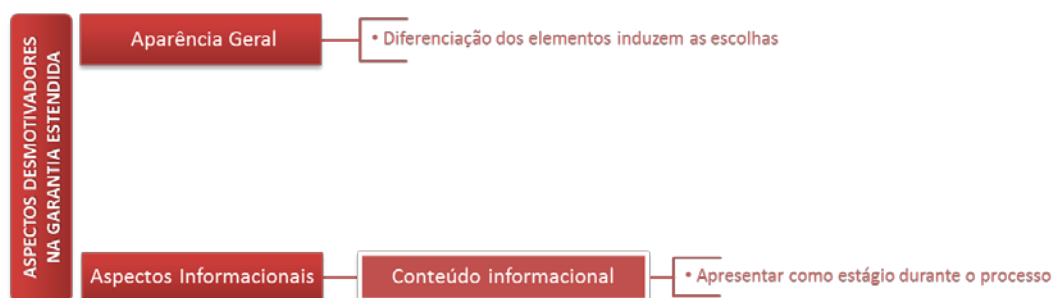 ASPECTOS DESMOTIVADORES
NA GARANTIA ESTENDIDA
Aparência Geral
• Diferenciação dos elementos induzem as escolhas
Aspectos Informacionais
Conteúdo informacional
• Apresentar como estágio durante o processo